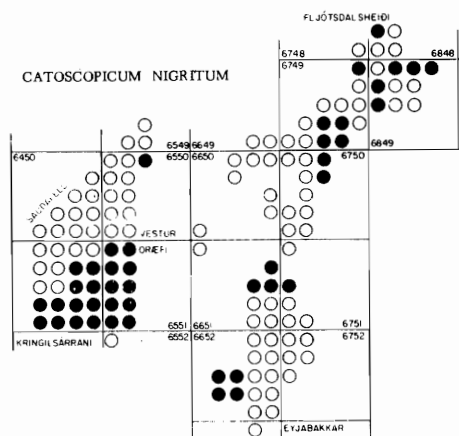 FLJÓTSDALSHEIÐI
CATOSCOPICUM NIGRITUM
6748 6848
6749
6549 6649
6450 6550 6650 6750 6849
SAUÐAFELL
VESTUR
ÖRÆFI
6551 6651 6751
KRINGILSÁRRANI 6552 6652 6752
EYJABAKKAR